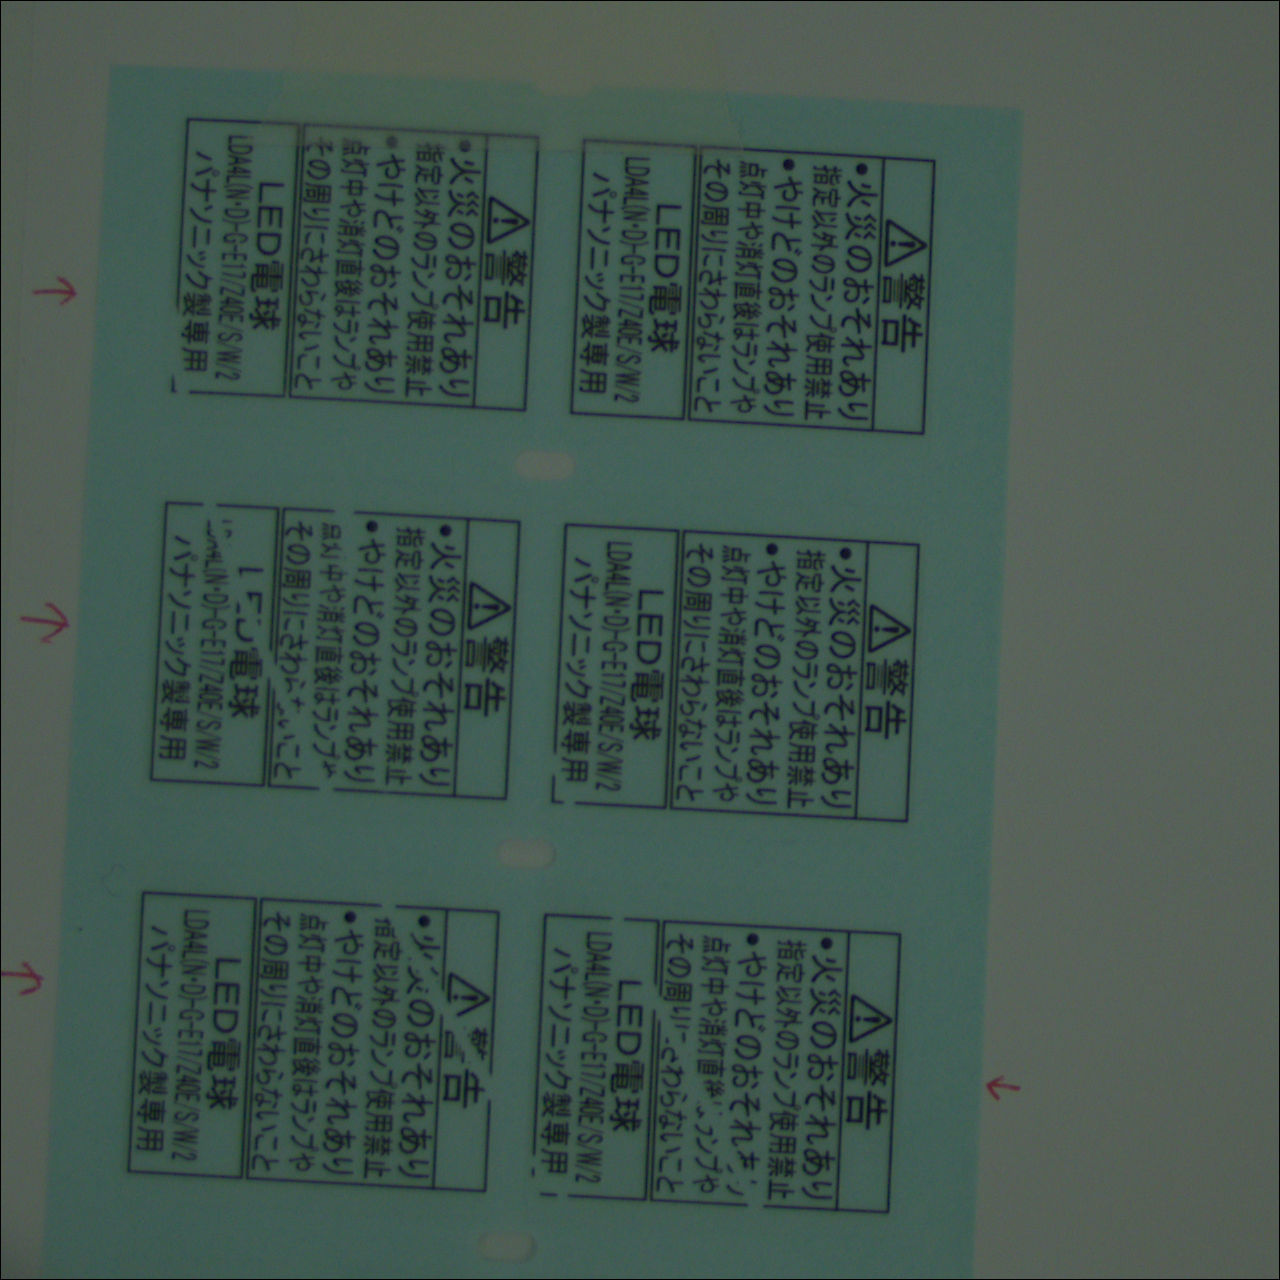 ⚠警告
●火災のおそれあり
指定以外のランプ使用禁止
●やけどのおそれあり
点灯中や消灯直後はランプや
その周りにさわらないこと
LED電球
LDA4L(N・D)-G-E17/Z40E/S/W/2
パナソニック製専用
⚠警告
●火災のおそれあり
指定以外のランプ使用禁止
●やけどのおそれあり
点灯中や消灯直後はランプや
その周りにさわらないこと
LED電球
LDA4L(N・D)-G-E17/Z40E/S/W/2
パナソニック製専用
⚠警告
●火災のおそれあり
指定以外のランプ使用禁止
●やけどのおそれあり
点灯中や消灯直後はランプや
その周りにさわらないこと
LED電球
LDA4L(N・D)-G-E17/Z40E/S/W/2
パナソニック製専用
⚠警告
●火災のおそれあり
指定以外のランプ使用禁止
●やけどのおそれあり
点灯中や消灯直後はランプや
その周りにさわ いこと
電球
(N・D)-G-E17/Z40E/S/W/2
パナソニック製専用
⚠警告
●火災のおそれあり
指定以外のランプ使用禁止
●やけどのおそれ
点灯中や消灯直後 ンプや
その周り さわらないこと
LED電球
LDA4L(N・D)-G-E17/Z40E/S/W/2
パナソニック製専用
⚠ 告
●火 のおそれあり
指定以外のランプ使用禁止
●やけどのおそれあり
点灯中や消灯直後はランプや
その周りにさわらないこと
LED電球
LDA4L(N・D)-G-E17/Z40E/S/W/2
パナソニック製専用